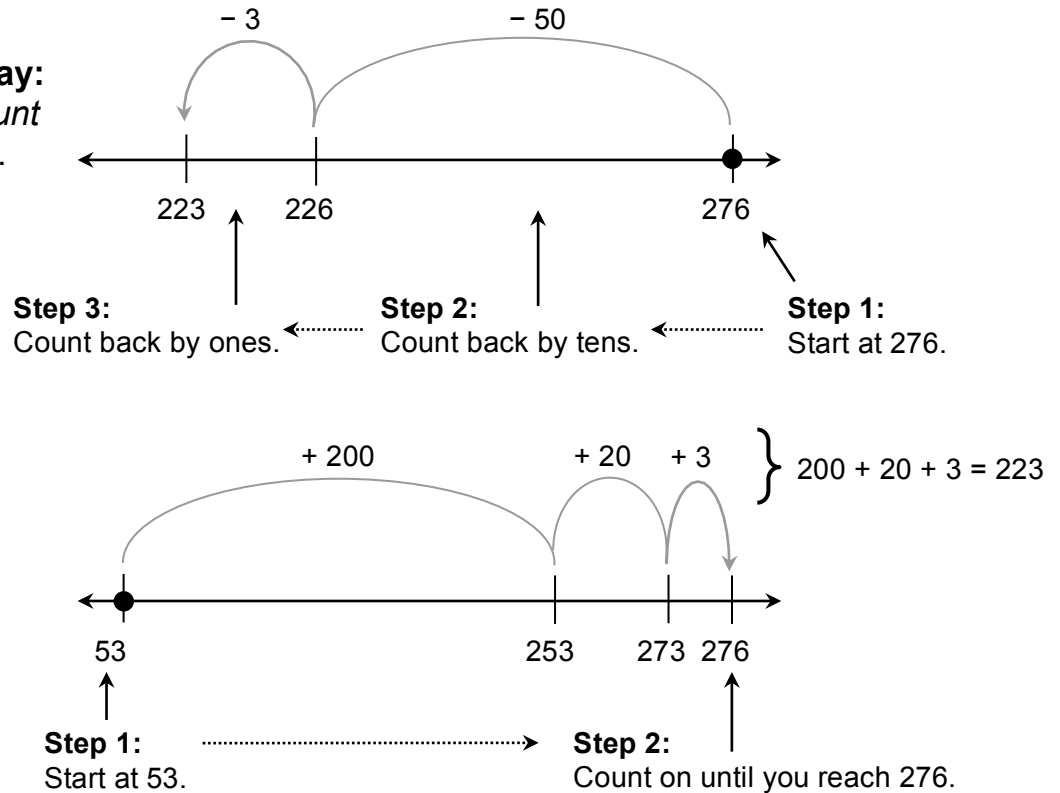 − 3
− 50
ay:
unt
.
223
226
276
Step 3:
Count back by ones.
Step 2:
Count back by tens.
Step 1:
Start at 276.
+ 200
+ 20
+ 3
} 200 + 20 + 3 = 223
53
253
273
276
Step 1:
Start at 53.
Step 2:
Count on until you reach 276.